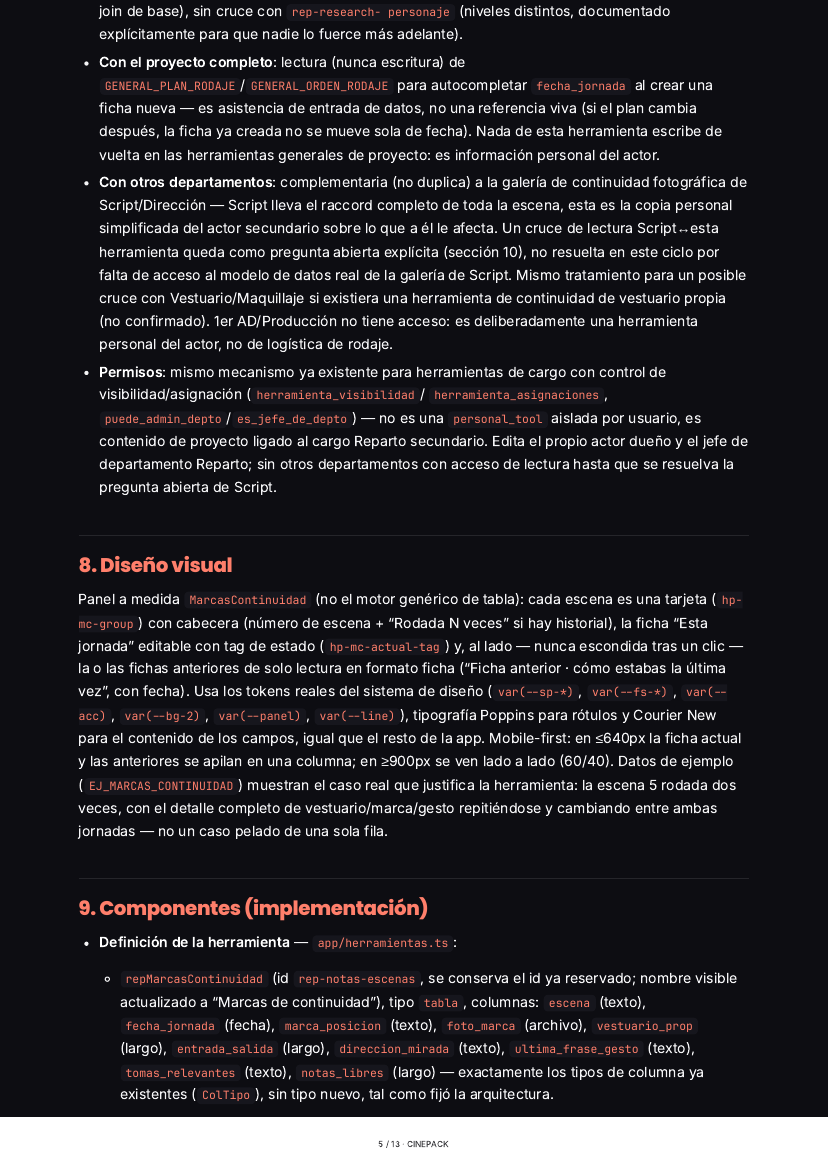 join de base), sin cruce con rep-research- personaje (niveles distintos, documentado
explícitamente para que nadie lo fuerce más adelante).
• Con el proyecto completo: lectura (nunca escritura) de
GENERAL_PLAN_RODAJE / GENERAL_ORDEN_RODAJE para autocompletar fecha_jornada al crear una
ficha nueva — es asistencia de entrada de datos, no una referencia viva (si el plan cambia
después, la ficha ya creada no se mueve sola de fecha). Nada de esta herramienta escribe de
vuelta en las herramientas generales de proyecto: es información personal del actor.
• Con otros departamentos: complementaria (no duplica) a la galería de continuidad fotográfica de
Script/Dirección — Script lleva el raccord completo de toda la escena, esta es la copia personal
simplificada del actor secundario sobre lo que a él le afecta. Un cruce de lectura Script↔esta
herramienta queda como pregunta abierta explícita (sección 10), no resuelta en este ciclo por
falta de acceso al modelo de datos real de la galería de Script. Mismo tratamiento para un posible
cruce con Vestuario/Maquillaje si existiera una herramienta de continuidad de vestuario propia
(no confirmado). 1er AD/Producción no tiene acceso: es deliberadamente una herramienta
personal del actor, no de logística de rodaje.
• Permisos: mismo mecanismo ya existente para herramientas de cargo con control de
visibilidad/asignación ( herramienta_visibilidad / herramienta_asignaciones ,
puede_admin_depto / es_jefe_de_depto ) — no es una personal_tool aislada por usuario, es
contenido de proyecto ligado al cargo Reparto secundario. Edita el propio actor dueño y el jefe de
departamento Reparto; sin otros departamentos con acceso de lectura hasta que se resuelva la
pregunta abierta de Script.
8. Diseño visual
Panel a medida MarcasContinuidad (no el motor genérico de tabla): cada escena es una tarjeta ( hp-
mc-group ) con cabecera (número de escena + “Rodada N veces” si hay historial), la ficha “Esta
jornada” editable con tag de estado ( hp-mc-actual-tag ) y, al lado — nunca escondida tras un clic —
la o las fichas anteriores de solo lectura en formato ficha (“Ficha anterior · cómo estabas la última
vez”, con fecha). Usa los tokens reales del sistema de diseño ( var(--sp-*) , var(--fs-*) , var(--
acc) , var(--bg-2) , var(--panel) , var(--line) ), tipografía Poppins para rótulos y Courier New
para el contenido de los campos, igual que el resto de la app. Mobile-first: en ≤640px la ficha actual
y las anteriores se apilan en una columna; en ≥900px se ven lado a lado (60/40). Datos de ejemplo
( EJ_MARCAS_CONTINUIDAD ) muestran el caso real que justifica la herramienta: la escena 5 rodada dos
veces, con el detalle completo de vestuario/marca/gesto repitiéndose y cambiando entre ambas
jornadas — no un caso pelado de una sola fila.
9. Componentes (implementación)
• Definición de la herramienta — app/herramientas.ts :
◦ repMarcasContinuidad (id rep-notas-escenas , se conserva el id ya reservado; nombre visible
actualizado a “Marcas de continuidad”), tipo tabla , columnas: escena (texto),
fecha_jornada (fecha), marca_posicion (texto), foto_marca (archivo), vestuario_prop
(largo), entrada_salida (largo), direccion_mirada (texto), ultima_frase_gesto (texto),
tomas_relevantes (texto), notas_libres (largo) — exactamente los tipos de columna ya
existentes ( ColTipo ), sin tipo nuevo, tal como fijó la arquitectura.
5 / 13 · CINEPACK